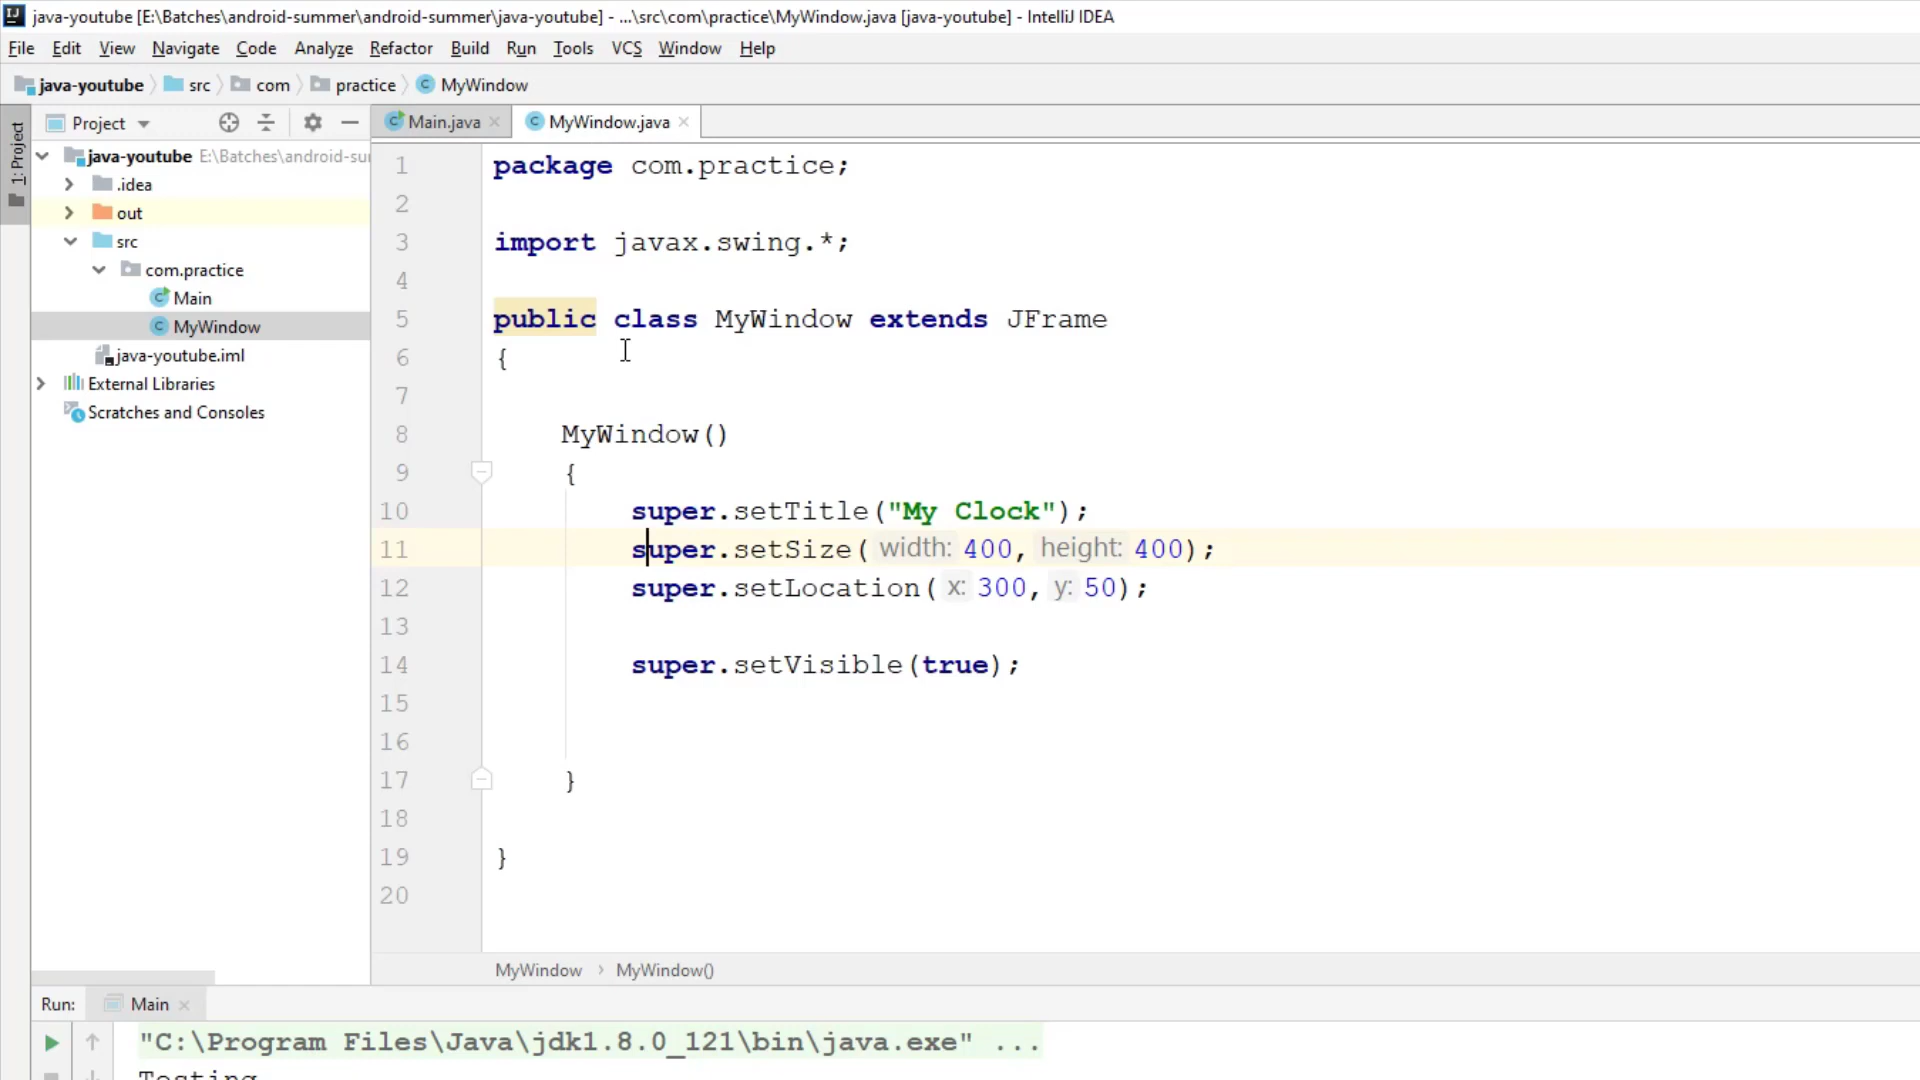 java-youtube [E:\Batches\android-summer\android-summer\java-youtube] - ...\src\com\practice\MyWindow.java [java-youtube] - IntelliJ IDEA
File Edit View Navigate Code Analyze Refactor Build Run Tools VCS Window Help
java-youtube src com practice MyWindow
1: Project
Project
Main.java
MyWindow.java
java-youtube E:\Batches\android-su
.idea
out
src
com.practice
Main
MyWindow
java-youtube.iml
External Libraries
Scratches and Consoles
1 package com.practice;
2
3 import javax.swing.*;
4
5 public class MyWindow extends JFrame
6 {
7
8 MyWindow()
9 {
10 super.setTitle("My Clock");
11 super.setSize( width: 400, height: 400);
12 super.setLocation( x: 300, y: 50);
13
14 super.setVisible(true);
15
16
17 }
18
19 }
20
MyWindow › MyWindow()
Run: Main
"C:\Program Files\Java\jdk1.8.0_121\bin\java.exe" ...
Testing